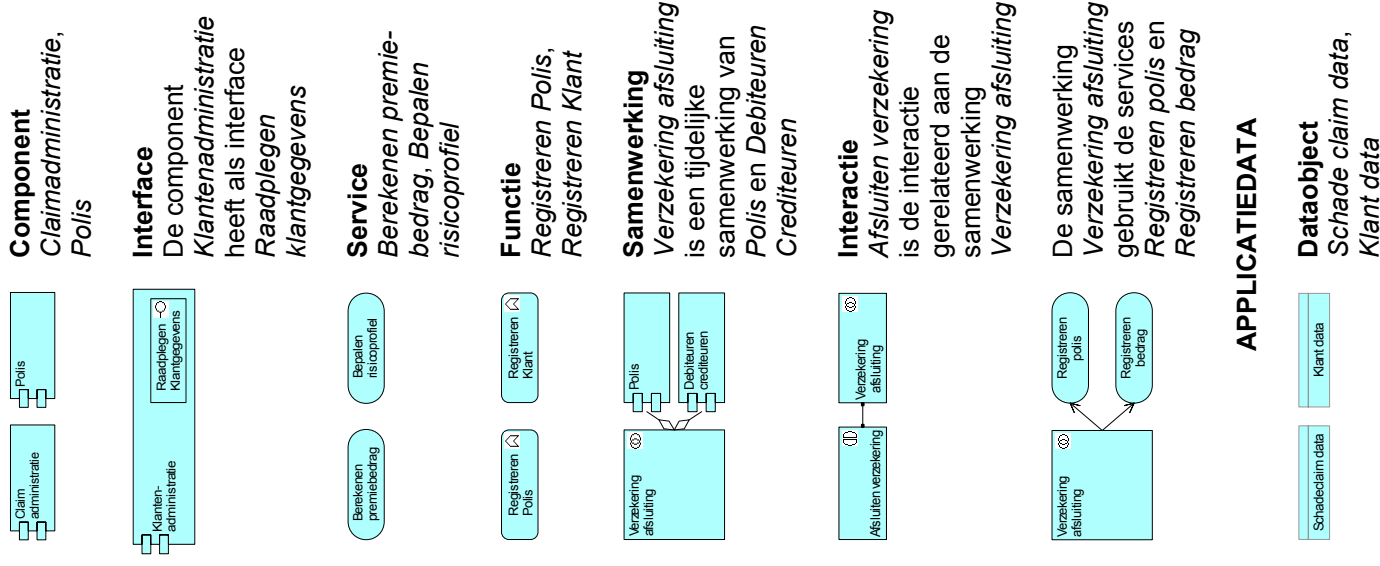 Component
Claimadministratie,
Polis
Claim
administratie
Polis
Interface
De component
Klantenadministratie
heeft als interface
Raadplegen
klantgegevens
Klanten-
administratie
Raadplegen
Klantgegevens
Service
Berekenen premie-
bedrag, Bepalen
risicoprofiel
Berekenen
premiebedrag
Bepalen
risicoprofiel
Functie
Registreren Polis,
Registreren Klant
Registreren
Polis
Registreren
Klant
Samenwerking
Verzekering afsluiting
is een tijdelijke
samenwerking van
Polis en Debiteuren
Crediteuren
Verzekering
afsluiting
Polis
Debiteuren
crediteuren
Interactie
Afsluiten verzekering
is de interactie
gerelateerd aan de
samenwerking
Verzekering afsluiting
Afsluiten verzekering
Verzekering
afsluiting
De samenwerking
Verzekering afsluiting
gebruikt de services
Registreren polis en
Registreren bedrag
Verzekering
afsluiting
Registreren
polis
Registreren
bedrag
APPLICATIEDATA
Dataobject
Schade claim data,
Klant data
Schadeclaim data
Klant data